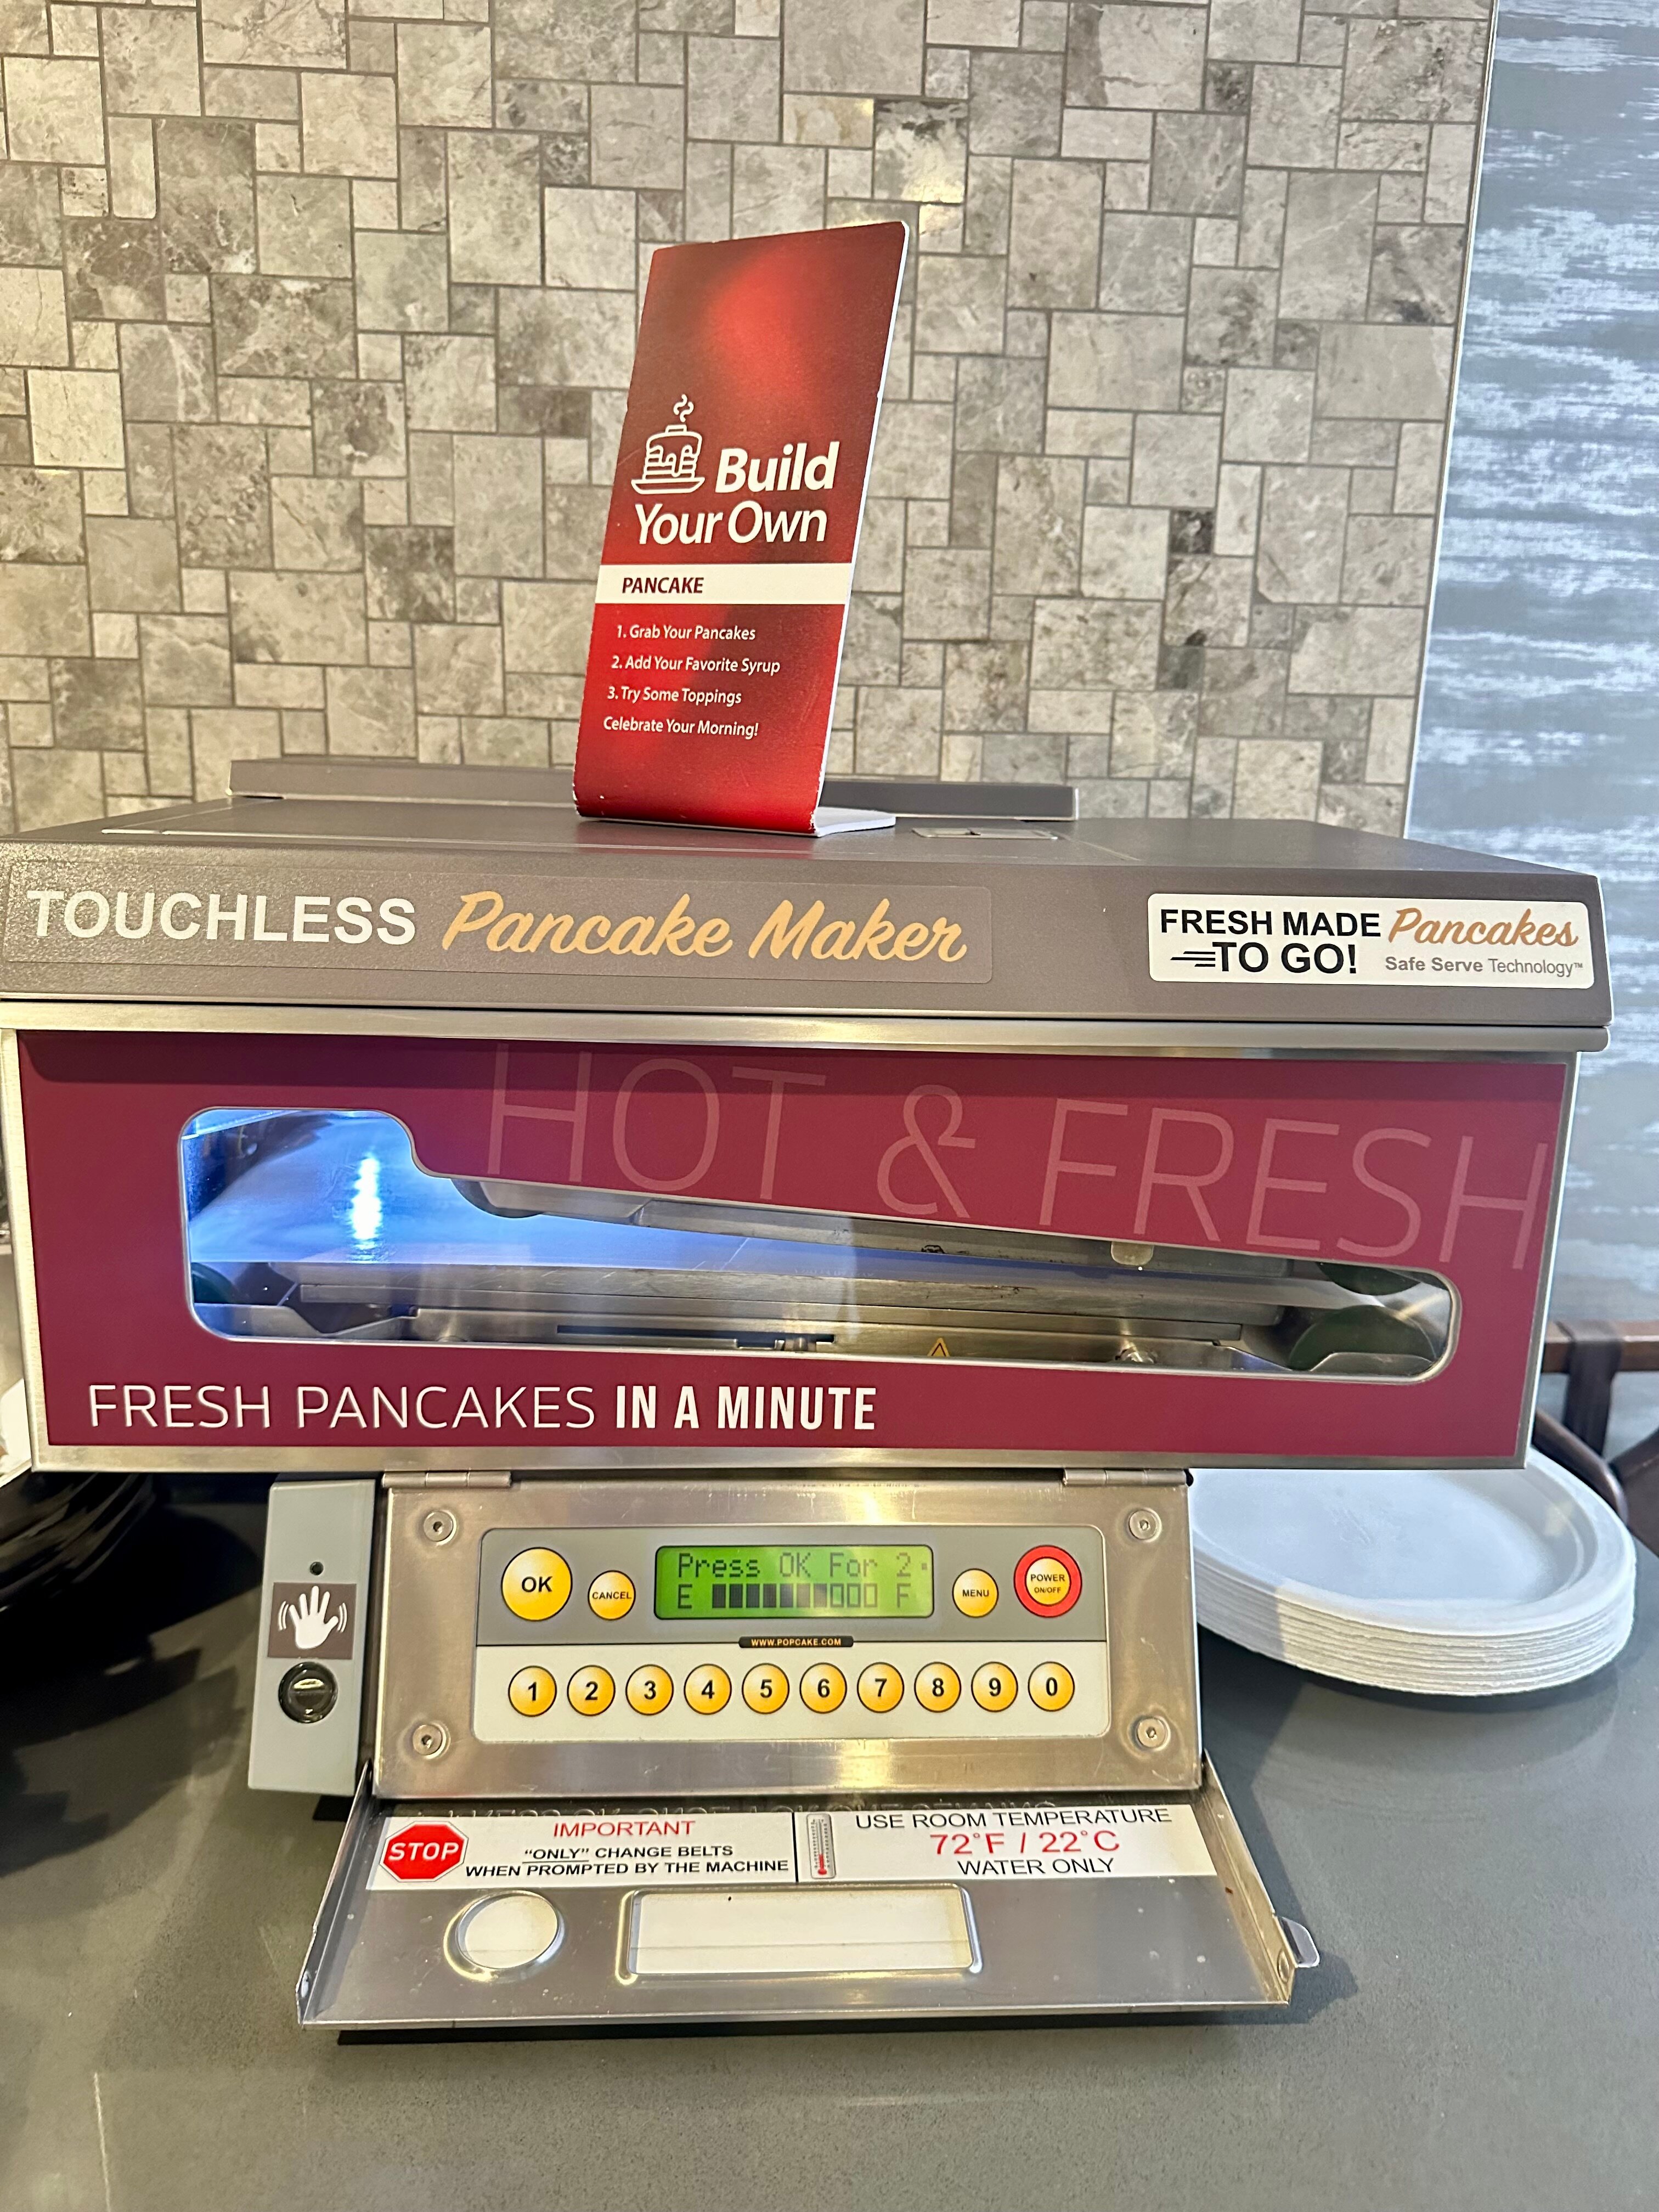 Build
Your Own
PANCAKE
1. Grab Your Pancakes
2. Add Your Favorite Syrup
3. Try Some Toppings
Celebrate Your Morning!
TOUCHLESS Pancake Maker
FRESH MADE Pancakes
TO GO!
Safe Serve Technology™
HOT & FRESH
FRESH PANCAKES IN A MINUTE
OK
CANCEL
Press OK For 2
E F
MENU
POWER
ON/OFF
WWW.POPCAKE.COM
1 2 3 4 5 6 7 8 9 0
STOP
IMPORTANT
"ONLY" CHANGE BELTS
WHEN PROMPTED BY THE MACHINE
USE ROOM TEMPERATURE
72°F / 22°C
WATER ONLY